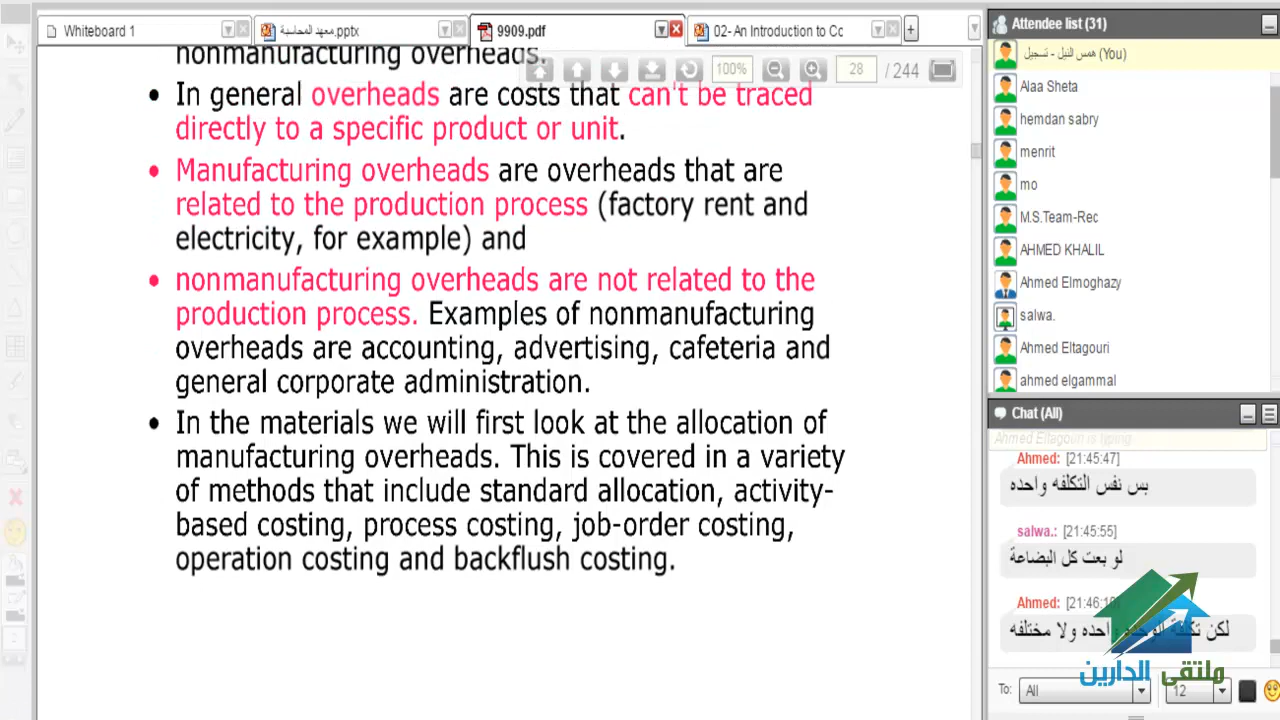 Whiteboard 1
معهد المحاسبة.pptx
9909.pdf
02- An Introduction to Cc
nonmanufacturing overheads.
100%
28 / 244
• In general overheads are costs that can't be traced
directly to a specific product or unit.
• Manufacturing overheads are overheads that are
related to the production process (factory rent and
electricity, for example) and
• nonmanufacturing overheads are not related to the
production process. Examples of nonmanufacturing
overheads are accounting, advertising, cafeteria and
general corporate administration.
• In the materials we will first look at the allocation of
manufacturing overheads. This is covered in a variety
of methods that include standard allocation, activity-
based costing, process costing, job-order costing,
operation costing and backflush costing.
Attendee list (31)
همس النيل - تسجيل (You)
Alaa Sheta
hemdan sabry
menrit
mo
M.S.Team-Rec
AHMED KHALIL
Ahmed Elmoghazy
salwa.
Ahmed Eltagouri
ahmed elgammal
Chat (All)
Ahmed Eltagouri is typing
Ahmed: [21:45:47]
بس نفس التكلفه واحده
salwa.: [21:45:55]
لو بعت كل البضاعة
Ahmed: [21:46:10]
لكن تكلفة الوحده واحده ولا مختلفه
ملتقى الدارين
To: All
12